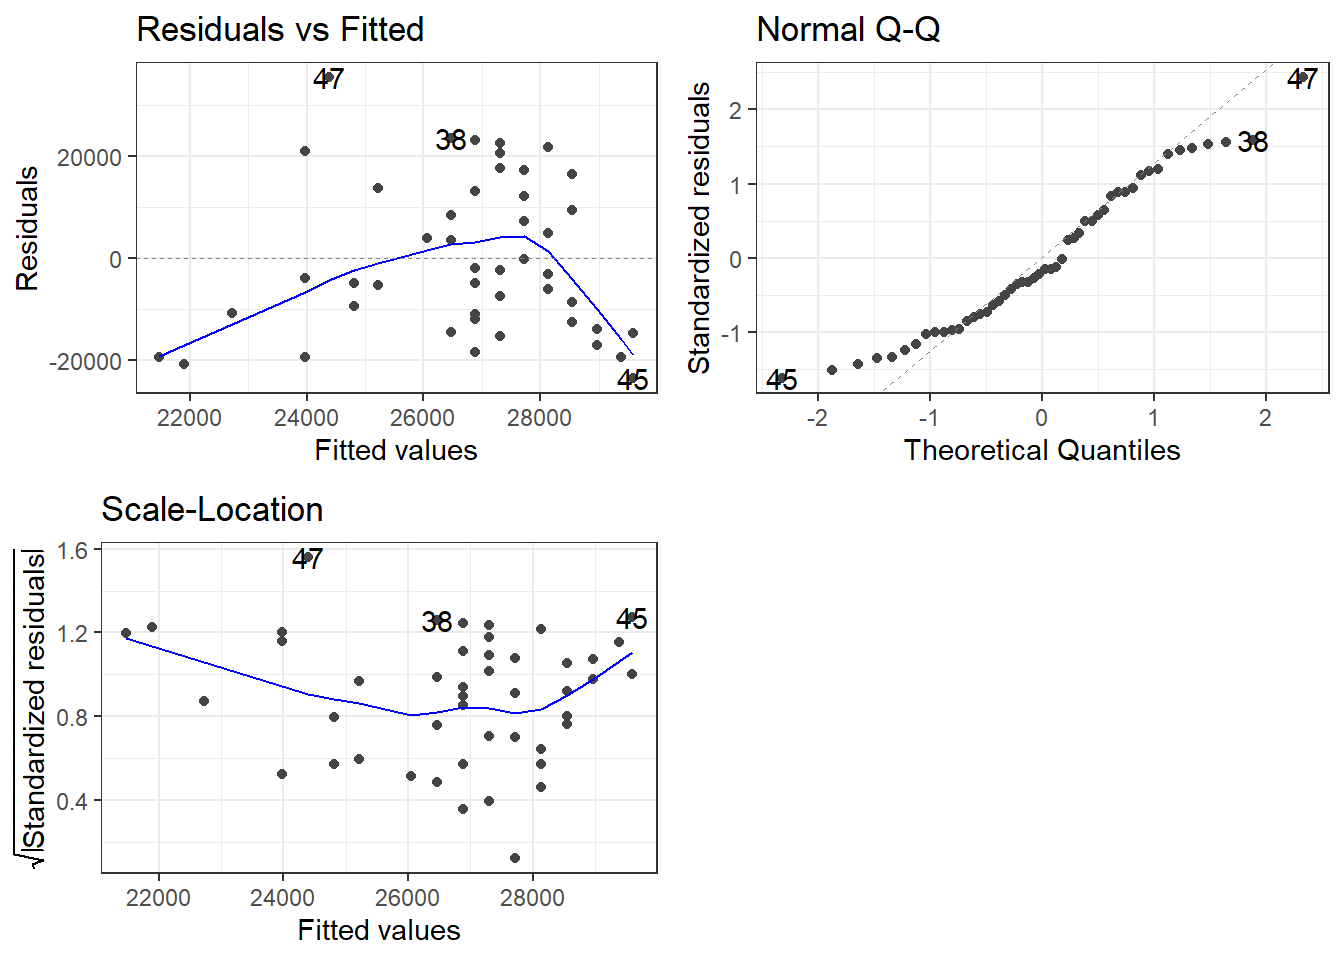 Residuals vs Fitted
Residuals
20000
0
-20000
47
38
45
22000 24000 26000 28000
Fitted values
Normal Q-Q
Standardized residuals
2
1
0
-1
47
38
45
-2 -1 0 1 2
Theoretical Quantiles
Scale-Location
√|Standardized residuals|
1.6
1.2
0.8
0.4
47
38
45
22000 24000 26000 28000
Fitted values